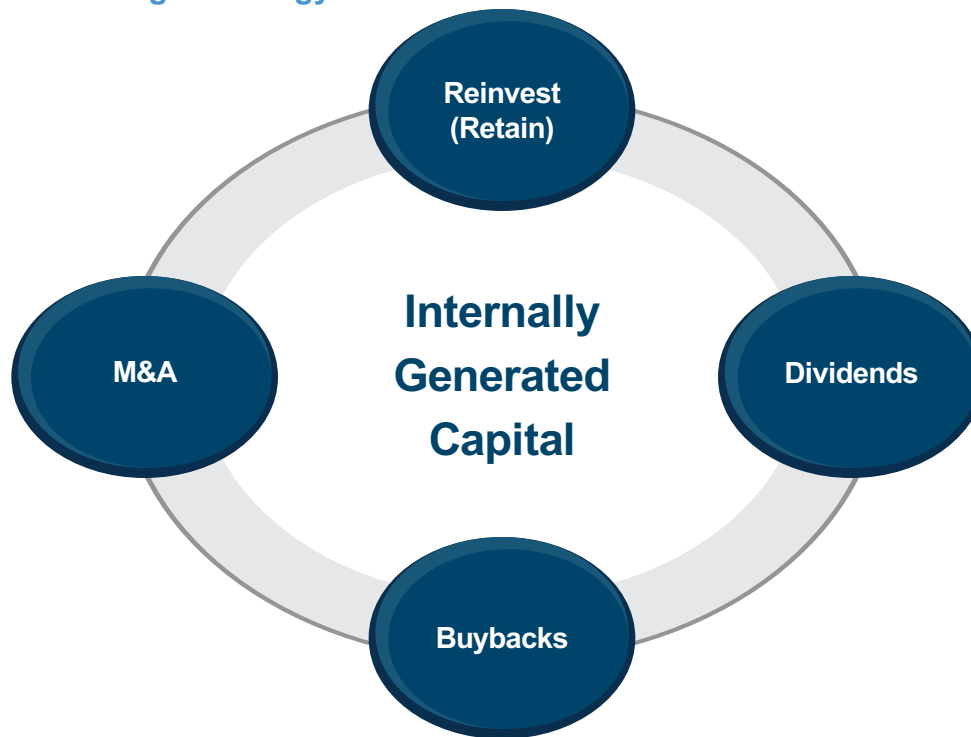 Reinvest
(Retain)
Internally
Generated
Capital
M&A
Dividends
Buybacks